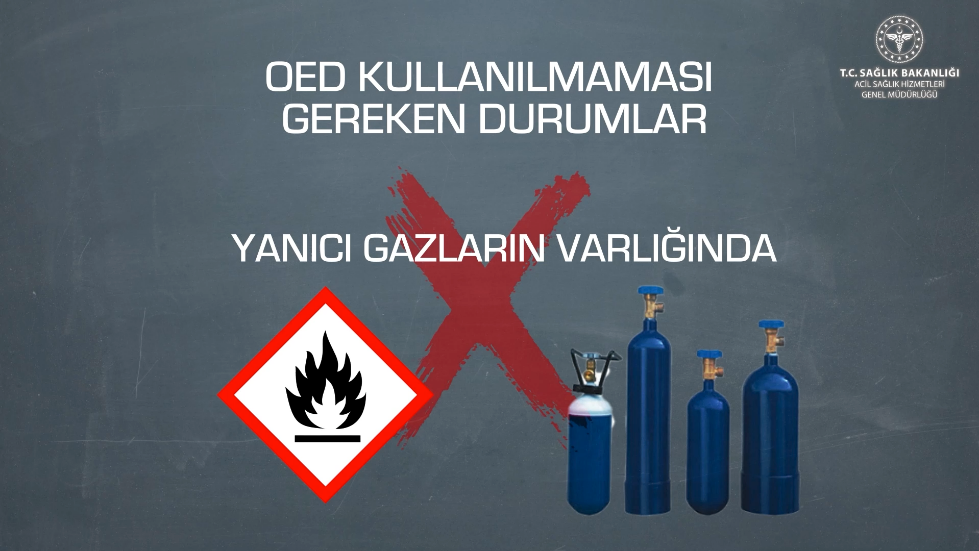 T.C. SAĞLIK BAKANLIĞI
ACİL SAĞLIK HİZMETLERİ
GENEL MÜDÜRLÜĞÜ
OED KULLANILMAMASI
GEREKEN DURUMLAR
YANICI GAZLARIN VARLIĞINDA